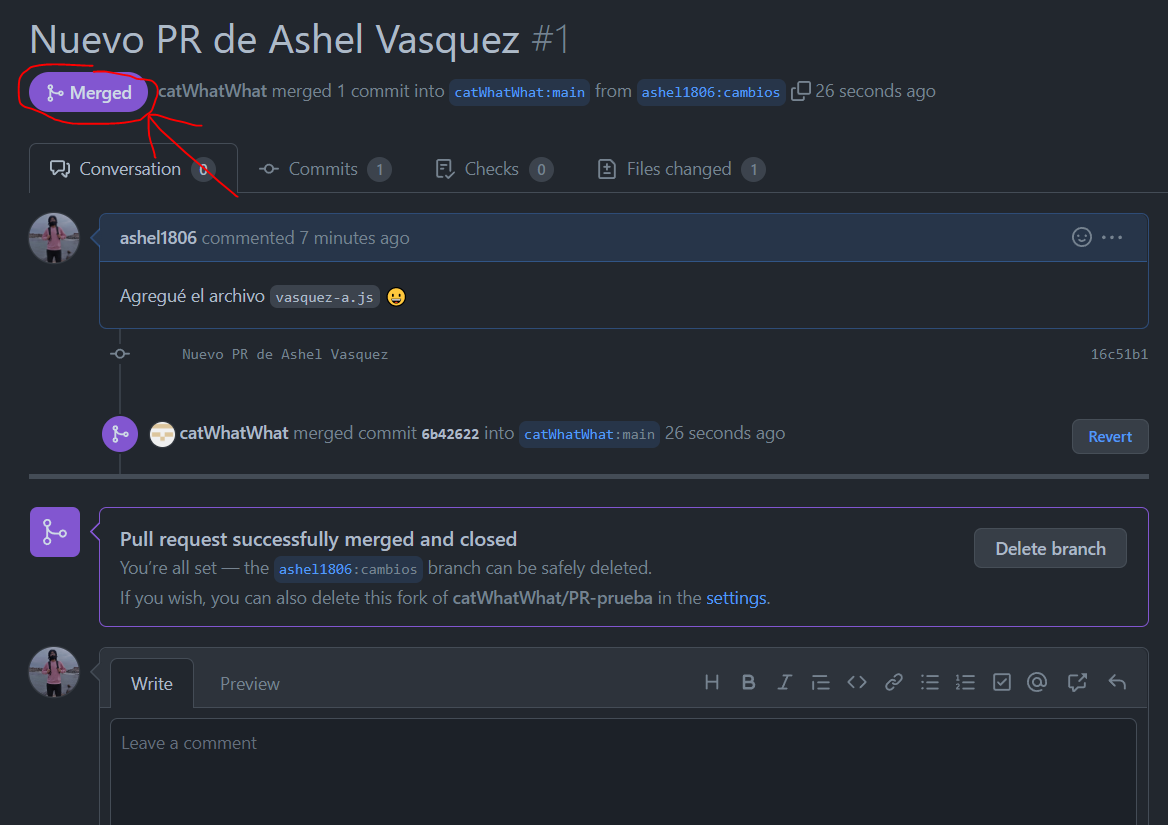 Nuevo PR de Ashel Vasquez #1
Merged catWhatWhat merged 1 commit into catWhatWhat:main from ashel1806:cambios 26 seconds ago
Conversation 0 Commits 1 Checks 0 Files changed 1
ashel1806 commented 7 minutes ago
Agregué el archivo vasquez-a.js 😀
Nuevo PR de Ashel Vasquez 16c51b1
catWhatWhat merged commit 6b42622 into catWhatWhat:main 26 seconds ago Revert
Pull request successfully merged and closed
Delete branch
You’re all set — the ashel1806:cambios branch can be safely deleted.
If you wish, you can also delete this fork of catWhatWhat/PR-prueba in the settings.
Write Preview
Leave a comment